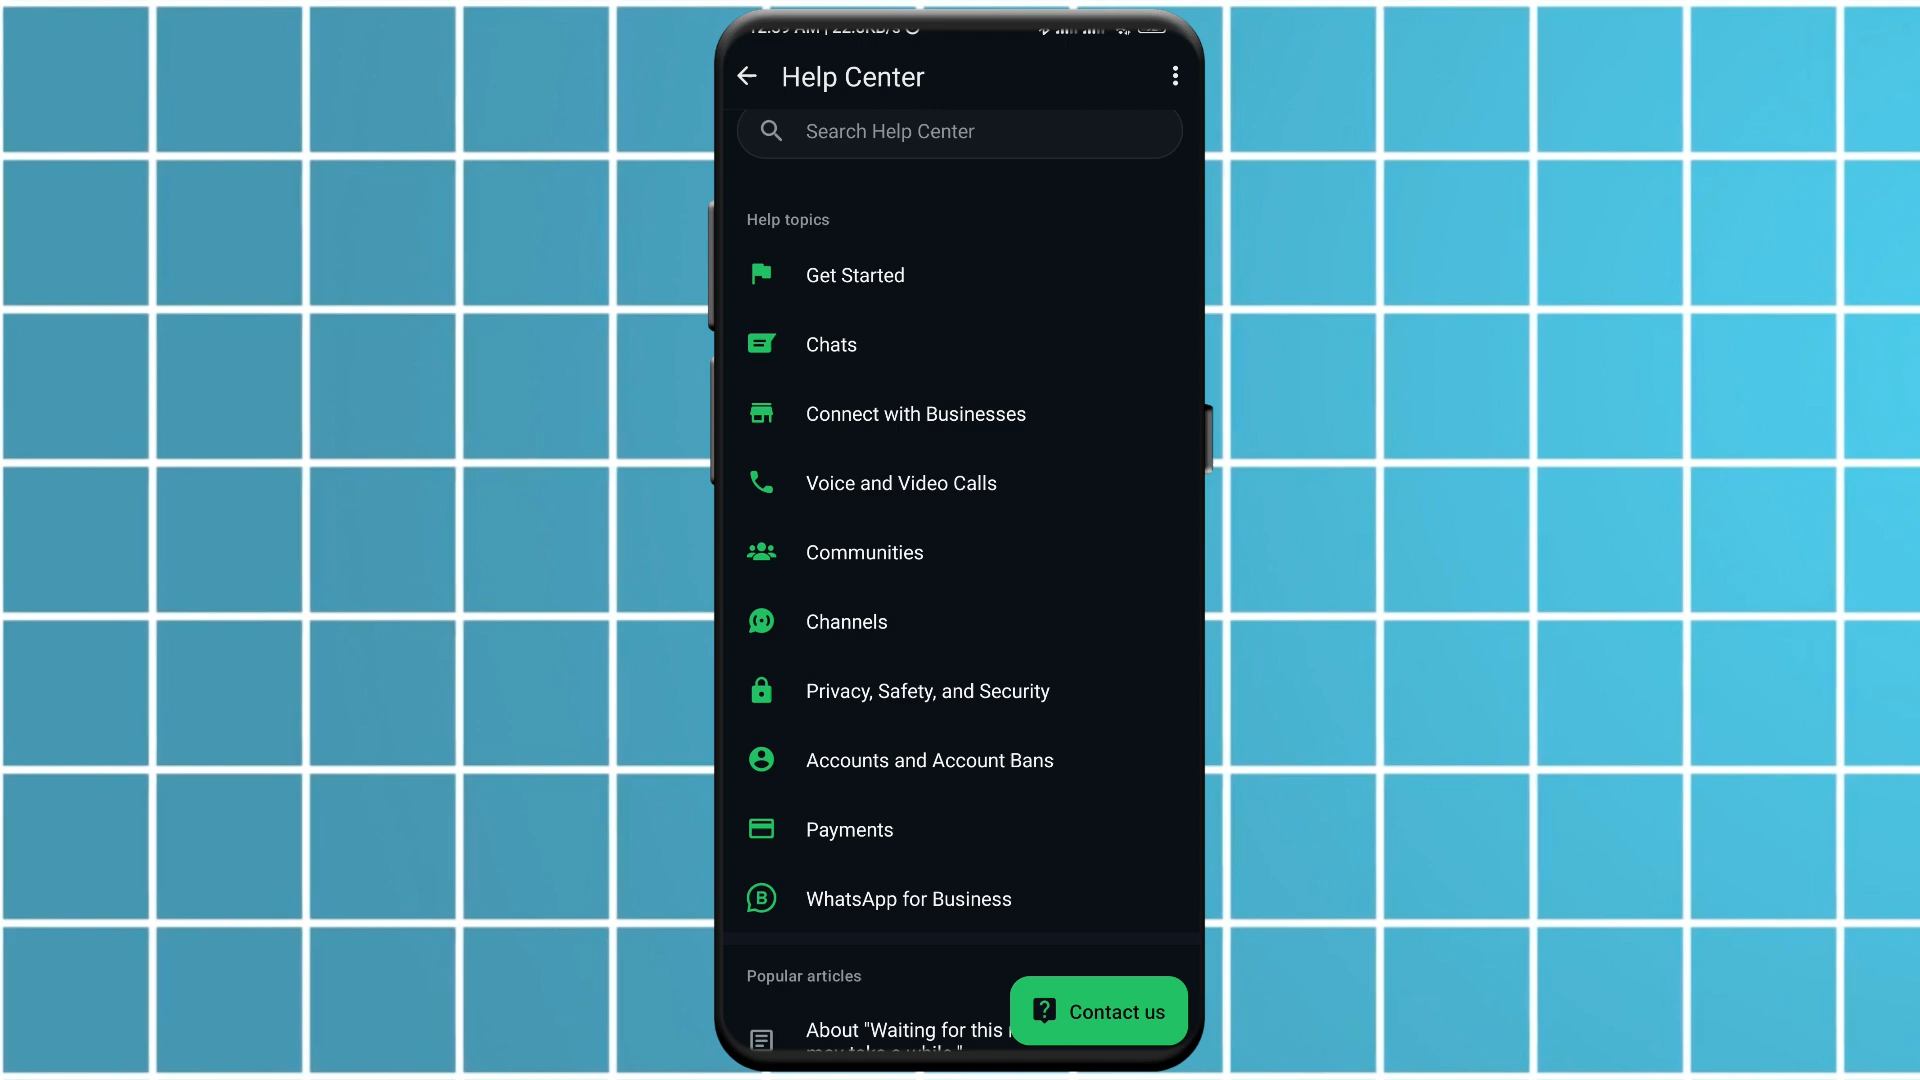 Help Center
Search Help Center
Help topics
Get Started
Chats
Connect with Businesses
Voice and Video Calls
Communities
Channels
Privacy, Safety, and Security
Accounts and Account Bans
Payments
WhatsApp for Business
Popular articles
About "Waiting for this
Contact us